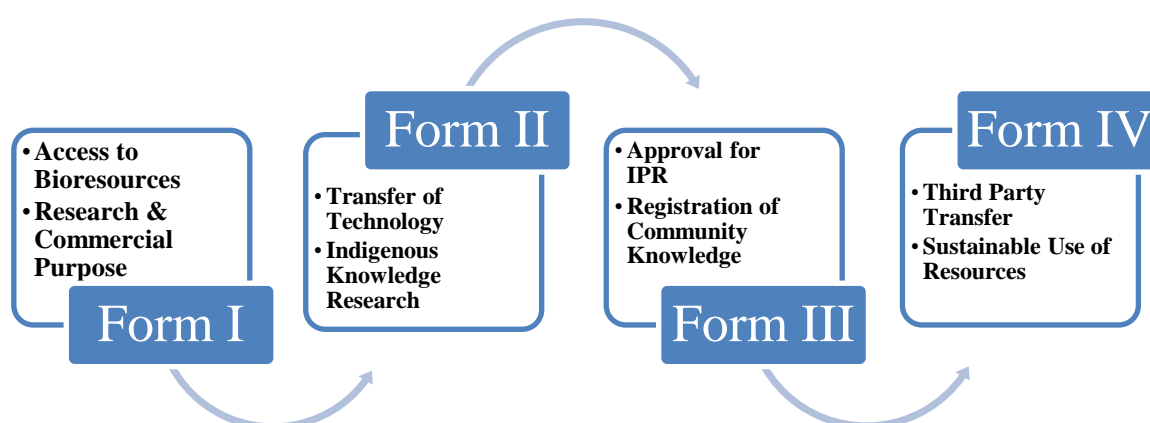 • Access to
Bioresources
• Research &
Commercial
Purpose
Form I
Form II
• Transfer of
Technology
• Indigenous
Knowledge
Research
• Approval for
IPR
• Registration of
Community
Knowledge
Form III
Form IV
• Third Party
Transfer
• Sustainable Use of
Resources